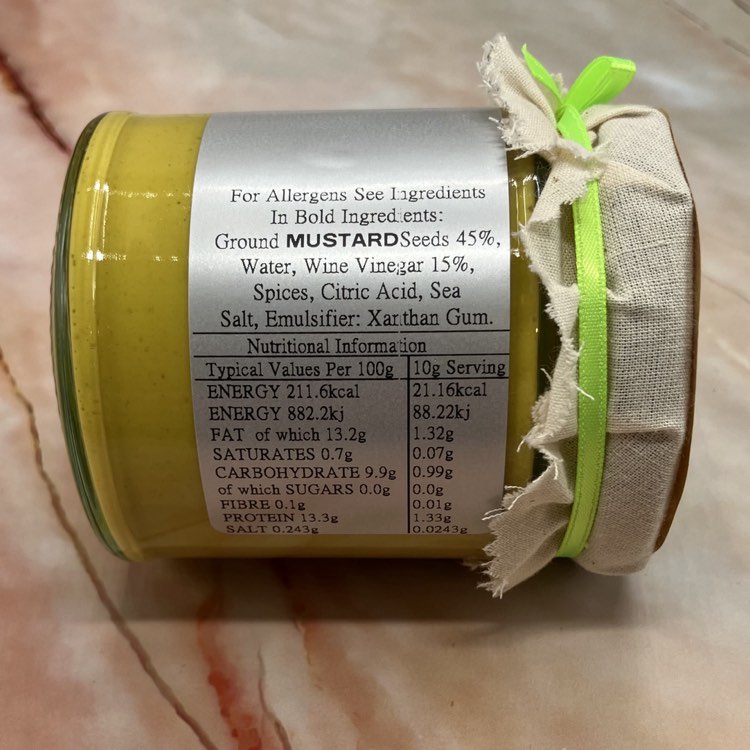 For Allergens See Ingredients
In Bold Ingredients:
Ground MUSTARD Seeds 45%,
Water, Wine Vinegar 15%,
Spices, Citric Acid, Sea
Salt, Emulsifier: Xanthan Gum.
Nutritional Information
Typical Values Per 100g 10g Serving
ENERGY 211.6kcal 21.16kcal
ENERGY 882.2kj 88.22kj
FAT of which 13.2g 1.32g
SATURATES 0.7g 0.07g
CARBOHYDRATE 9.9g 0.99g
of which SUGARS 0.0g 0.0g
FIBRE 0.1g 0.01g
PROTEIN 13.3g 1.33g
SALT 0.243g 0.0243g